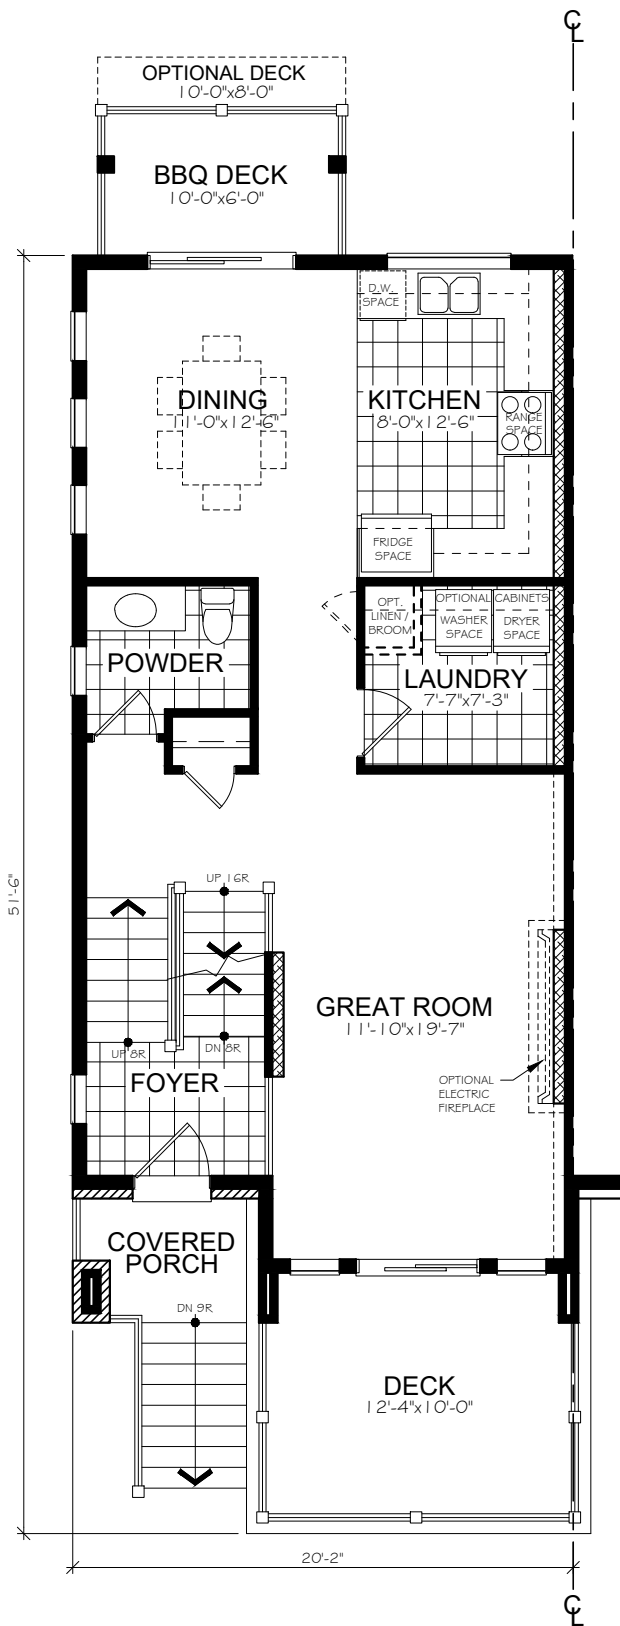 CL
OPTIONAL DECK
10'-0"x8'-0"
BBQ DECK
10'-0"x6'-0"
D.W.
SPACE
DINING
11'-0"x12'-6"
KITCHEN
8'-0"x12'-6"
RANGE
SPACE
FRIDGE
SPACE
OPT.
LINEN /
BROOM
OPTIONAL
CABINETS
WASHER
SPACE
DRYER
SPACE
POWDER
LAUNDRY
7'-7"x7'-3"
51'-6"
UP 16R
GREAT ROOM
11'-10"x19'-7"
UP 8R
DN 8R
FOYER
OPTIONAL
ELECTRIC
FIREPLACE
COVERED
PORCH
DN 9R
DECK
12'-4"x10'-0"
20'-2"
CL